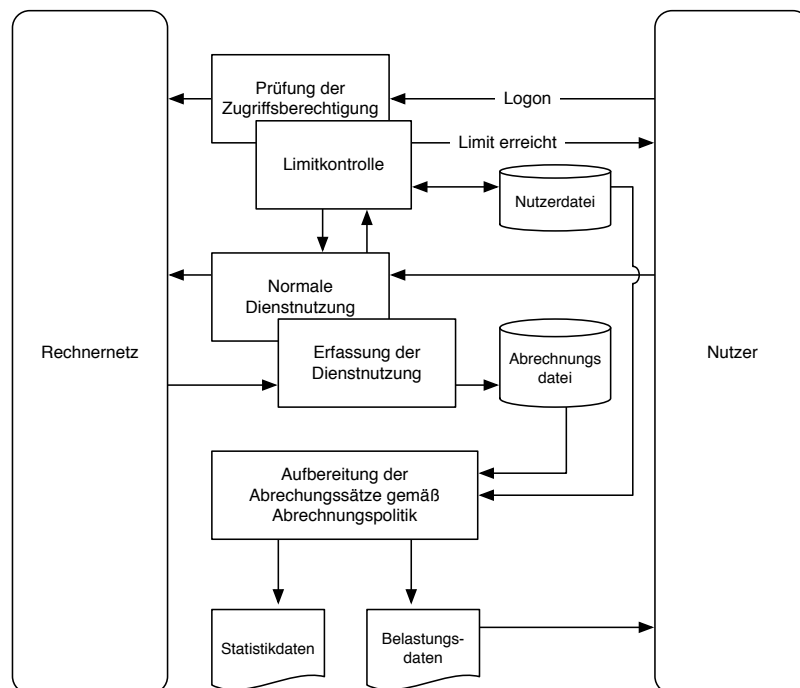 Prüfung der
Zugriffsberechtigung
Logon
Limit erreicht
Limitkontrolle
Nutzerdatei
Normale
Dienstnutzung
Rechnernetz
Erfassung der
Dienstnutzung
Abrechnungs
datei
Nutzer
Aufbereitung der
Abrechungssätze gemäß
Abrechnungspolitik
Statistikdaten
Belastungs-
daten